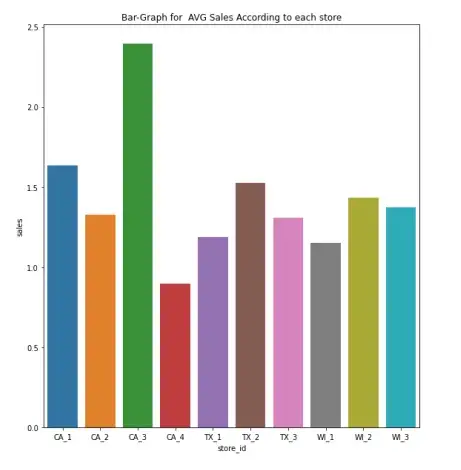 Bar-Graph for  AVG Sales According to each store
2.5
2.0
1.5
1.0
0.5
0.0
sales
CA_1 CA_2 CA_3 CA_4 TX_1 TX_2 TX_3 WI_1 WI_2 WI_3
store_id